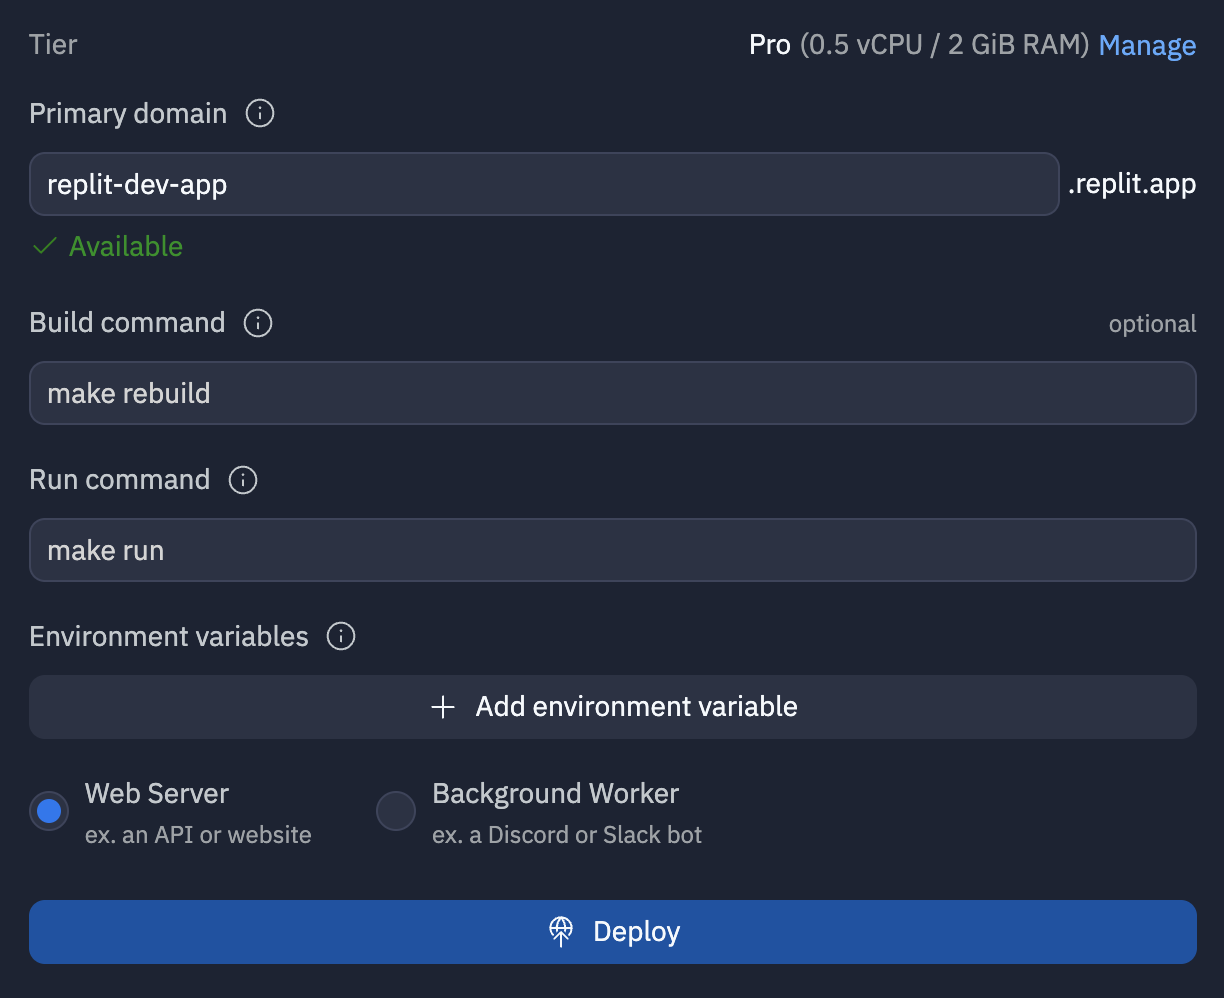 Tier Pro (0.5 vCPU / 2 GiB RAM) Manage
Primary domain
replit-dev-app .replit.app
Available
Build command optional
make rebuild
Run command
make run
Environment variables
Add environment variable
Web Server Background Worker
ex. an API or website ex. a Discord or Slack bot
Deploy